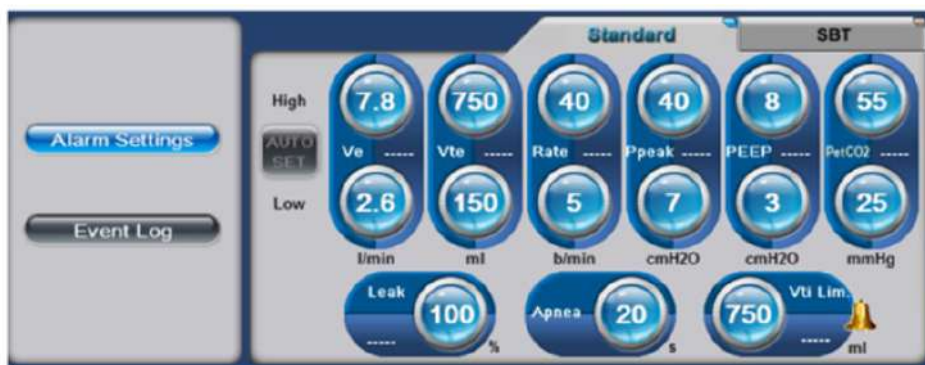 Standard SBT
High 7.8 750 40 40 8 55
Alarm Settings
AUTO SET
Ve ----- Vte ----- Rate ----- Ppeak ----- PEEP ----- PetCO2 -----
Low 2.6 150 5 7 3 25
Event Log
l/min ml b/min cmH2O cmH2O mmHg
Leak 100 ----- %
Apnea 20 s
750 Vti Lim. ----- ml